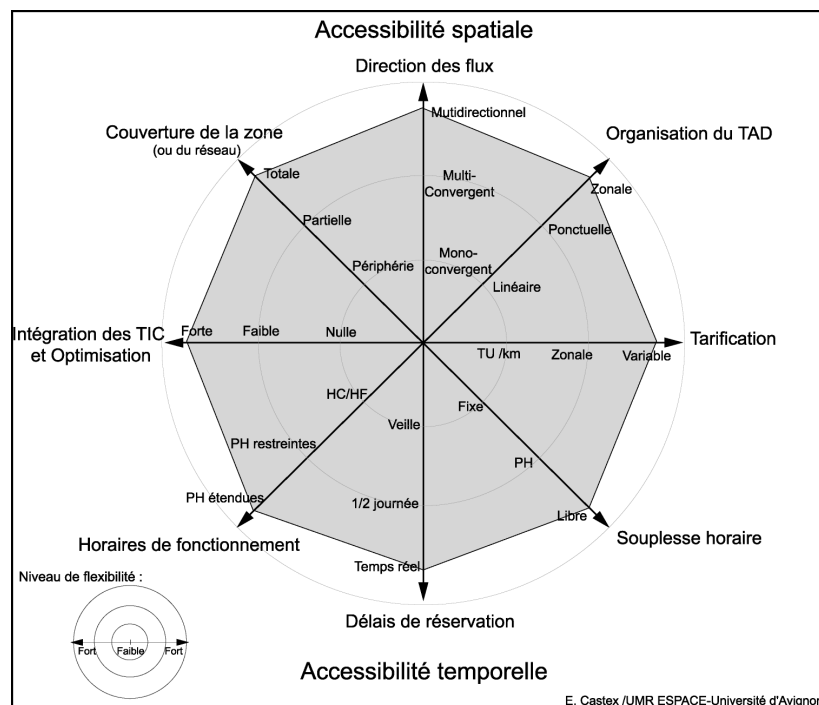 Accessibilité spatiale
Direction des flux
Mutidirectionnel
Couverture de la zone
(ou du réseau)
Organisation du TAD
Totale
Zonale
Multi-
Convergent
Partielle
Ponctuelle
Périphérie
Mono-
convergent
Linéaire
Intégration des TIC
et Optimisation
Forte
Faible
Nulle
TU /km
Zonale
Variable
Tarification
HC/HF
Fixe
Veille
PH restreintes
PH
PH étendues
1/2 journée
Libre
Horaires de fonctionnement
Souplesse horaire
Temps réel
Niveau de flexibilité :
Délais de réservation
Fort
Faible
Fort
Accessibilité temporelle
E. Castex /UMR ESPACE-Université d'Avignon